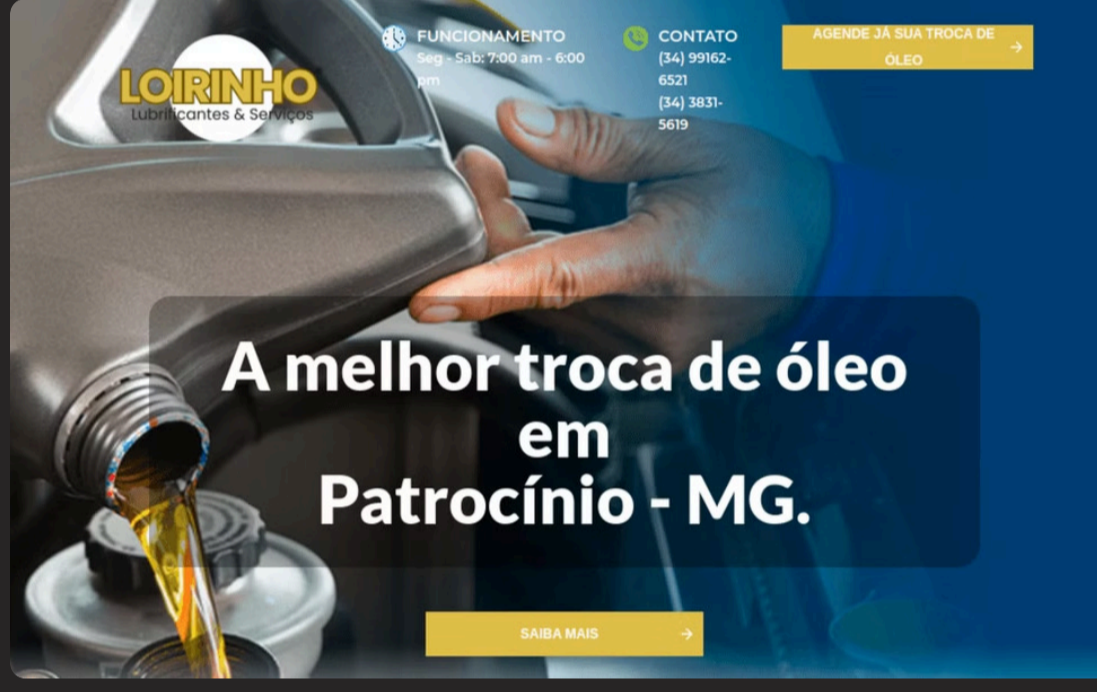 LOIRINHO
Lubrificantes & Serviços
FUNCIONAMENTO
Seg - Sab: 7:00 am - 6:00
pm
CONTATO
(34) 99162-
6521
(34) 3831-
5619
AGENDE JÁ SUA TROCA DE
ÓLEO
A melhor troca de óleo
em
Patrocínio - MG.
SAIBA MAIS